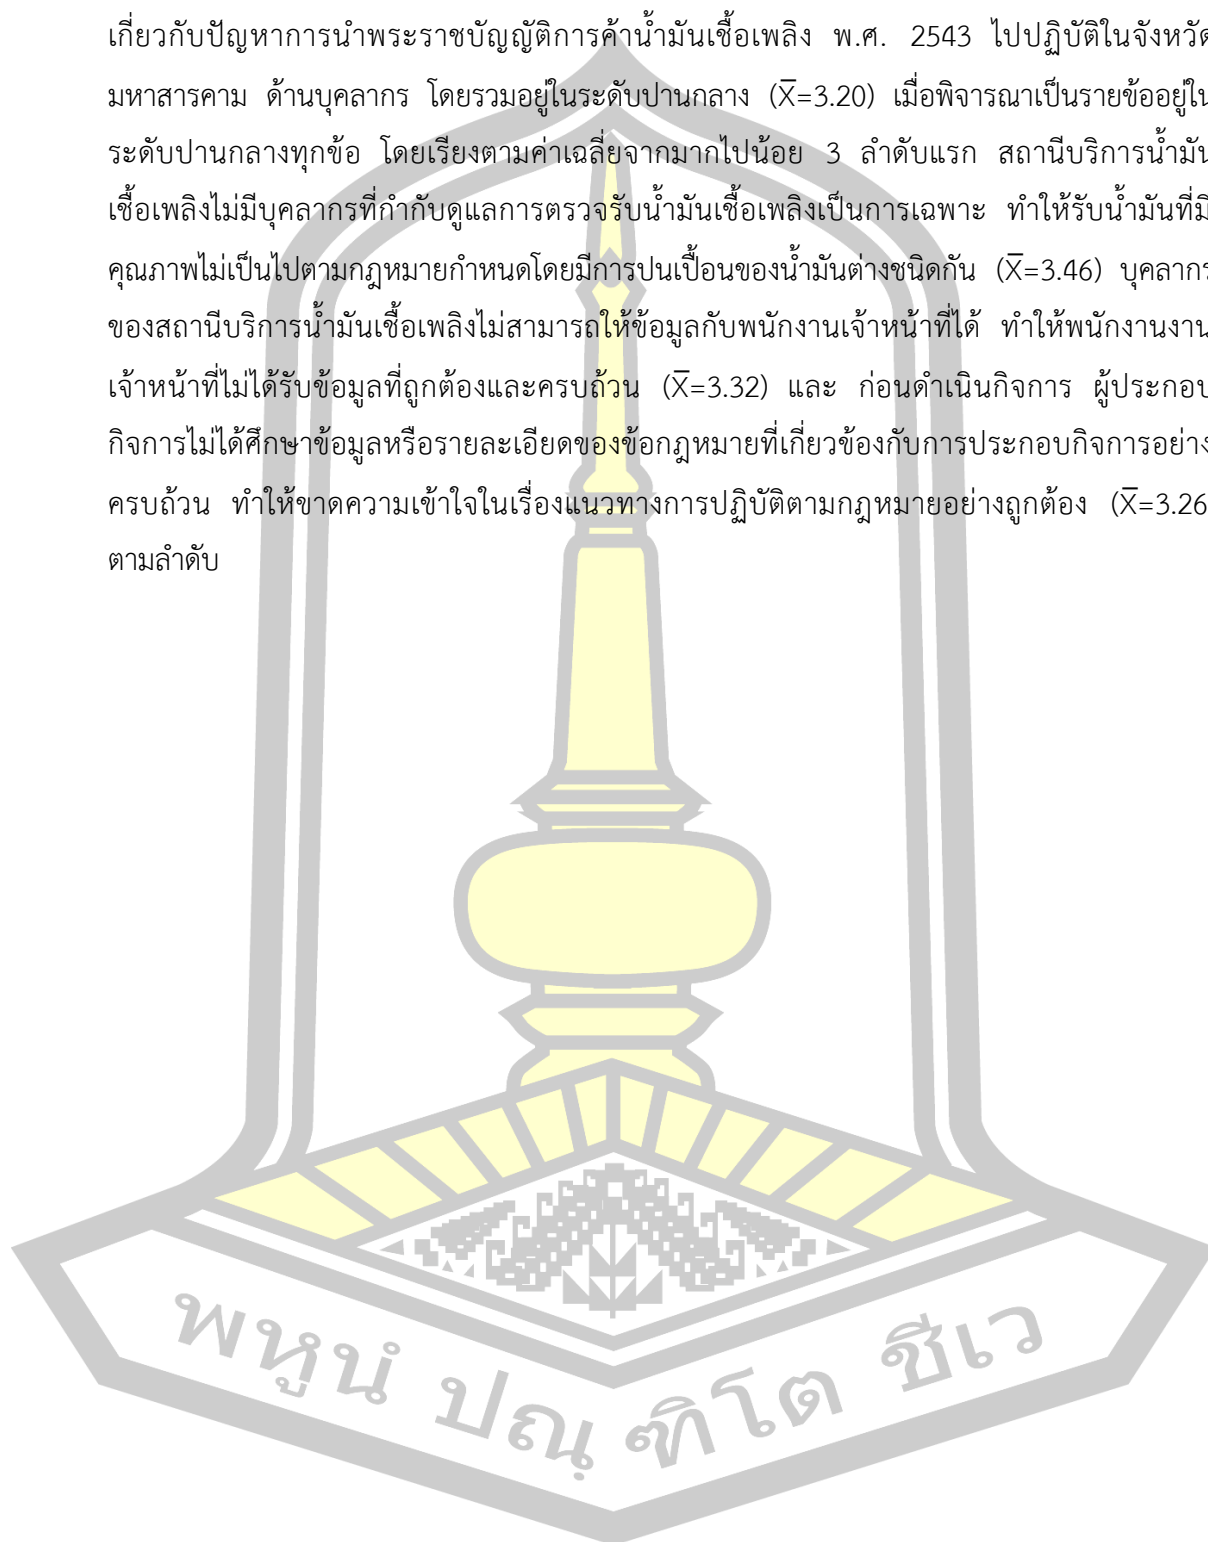 เกี่ยวกับปัญหาการนำพระราชบัญญัติการค้าน้ำมันเชื้อเพลิง พ.ศ. 2543 ไปปฏิบัติในจังหวัด
มหาสารคาม ด้านบุคลากร โดยรวมอยู่ในระดับปานกลาง (X̅=3.20) เมื่อพิจารณาเป็นรายข้ออยู่ใน
ระดับปานกลางทุกข้อ โดยเรียงตามค่าเฉลี่ยจากมากไปน้อย 3 ลำดับแรก สถานีบริการน้ำมัน
เชื้อเพลิงไม่มีบุคลากรที่กำกับดูแลการตรวจรับน้ำมันเชื้อเพลิงเป็นการเฉพาะ ทำให้รับน้ำมันที่มี
คุณภาพไม่เป็นไปตามกฎหมายกำหนดโดยมีการปนเปื้อนของน้ำมันต่างชนิดกัน (X̅=3.46) บุคลากร
ของสถานีบริการน้ำมันเชื้อเพลิงไม่สามารถให้ข้อมูลกับพนักงานเจ้าหน้าที่ได้ ทำให้พนักงานงาน
เจ้าหน้าที่ไม่ได้รับข้อมูลที่ถูกต้องและครบถ้วน (X̅=3.32) และ ก่อนดำเนินกิจการ ผู้ประกอบ
กิจการไม่ได้ศึกษาข้อมูลหรือรายละเอียดของข้อกฎหมายที่เกี่ยวข้องกับการประกอบกิจการอย่าง
ครบถ้วน ทำให้ขาดความเข้าใจในเรื่องแนวทางการปฏิบัติตามกฎหมายอย่างถูกต้อง (X̅=3.26
ตามลำดับ
พหูนํ ปณฺฑิโต ชีเว